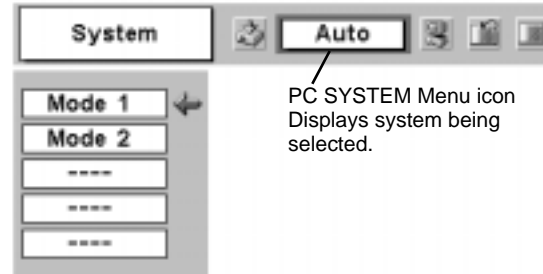 System
Auto
PC SYSTEM Menu icon
Displays system being
selected.
Mode 1
Mode 2
----
----
----